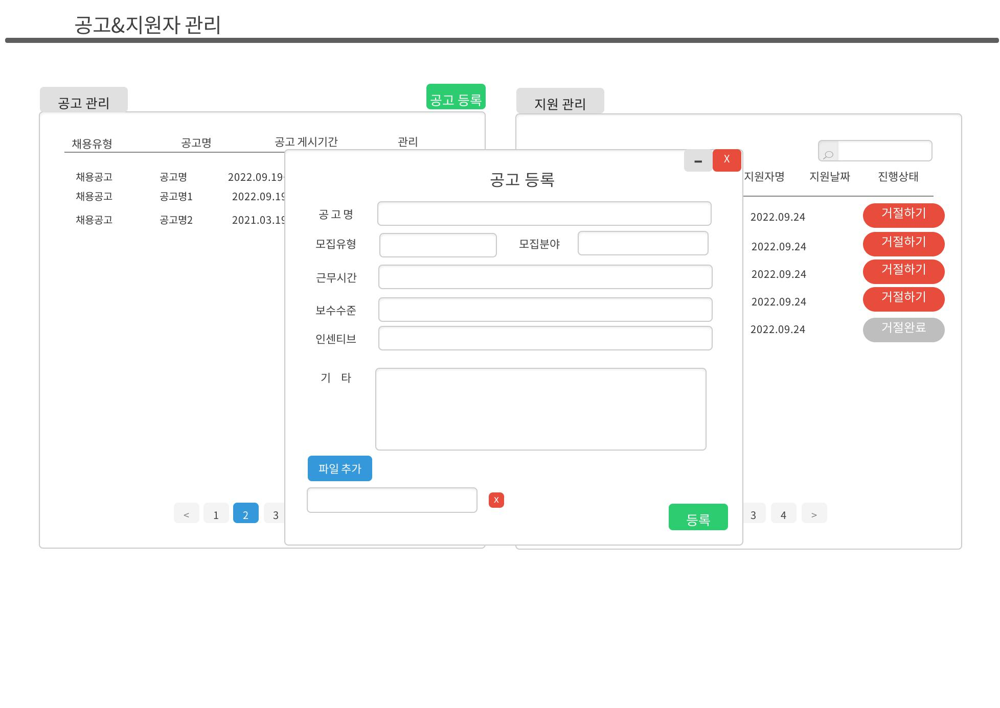 공고&지원자 관리
공고 관리
공고 등록
지원 관리
채용유형 공고명 공고 게시기간 관리
채용공고 공고명 2022.09.19
채용공고 공고명1 2022.09.19
채용공고 공고명2 2021.03.19
< 1 2 3
- X
공고 등록
공 고 명
모집유형 모집분야
근무시간
보수수준
인센티브
기 타
파일 추가
X
등록
지원자명 지원날짜 진행상태
2022.09.24 거절하기
2022.09.24 거절하기
2022.09.24 거절하기
2022.09.24 거절하기
2022.09.24 거절완료
3 4 >